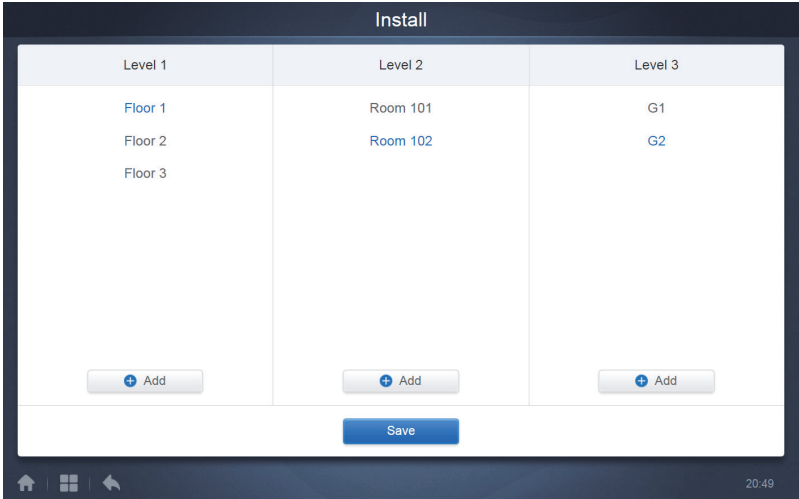 Install
Level 1 Level 2 Level 3
Floor 1 Room 101 G1
Floor 2 Room 102 G2
Floor 3
Add Add Add
Save
20:49